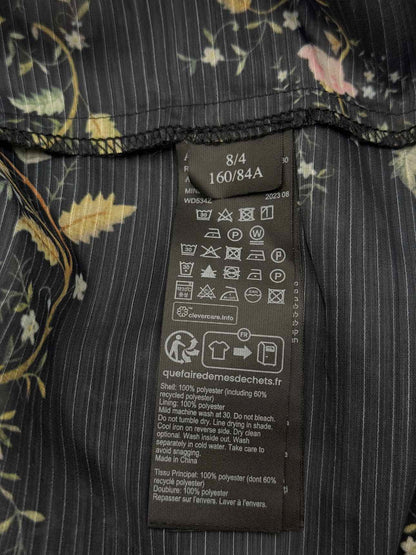 8/4
160/84A
WD5342
2023 08
™
clevercare.info
FR
quefairedemesdechets.fr
Shell: 100% polyester (including 60%
recycled polyester)
Lining: 100% polyester
Mild machine wash at 30. Do not bleach.
Do not tumble dry. Line drying in shade.
Cool iron on reverse side. Dry clean
optional. Wash inside out. Wash
separately in cold water. Take care to
avoid snagging.
Made in China
Tissu Principal: 100% polyester (dont 60%
recyclé polyester)
Doublure: 100% polyester
Laver à l'envers. Repasser à l'envers.